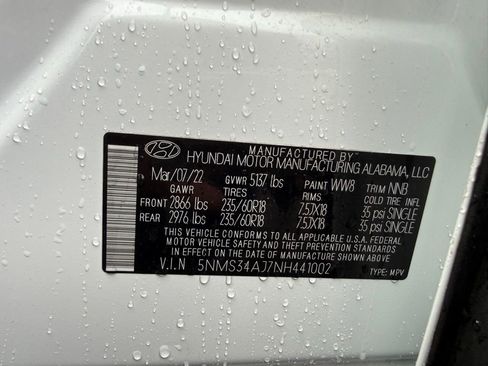 MANUFACTURED BY
HYUNDAI MOTOR MANUFACTURING ALABAMA, LLC
Mar/07/22 GVWR 5137 lbs PAINT WW8 TRIM NNB
GAWR TIRES RIMS COLD TIRE INF.
FRONT 2866 lbs 235/60R18 7.5JX18 35 psi SINGLE
REAR 2976 lbs 235/60R18 7.5JX18 35 psi SINGLE
THIS VEHICLE CONFORMS TO ALL APPLICABLE U.S.A. FEDERAL
MOTOR VEHICLE SAFETY AND THEFT PREVENTION STANDARDS
IN EFFECT ON THE DATE OF MANUFACTURE SHOWN ABOVE.
V.I.N 5NMS34AJ7NH441002 TYPE: MPV